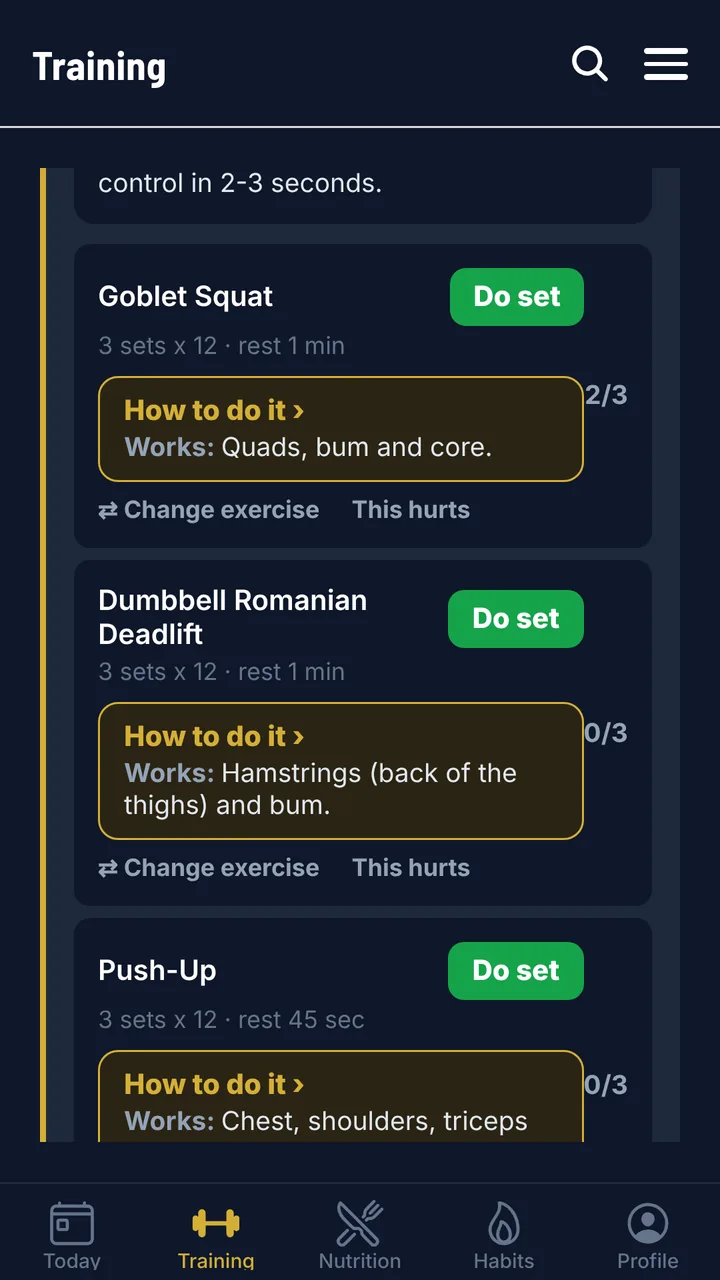 Training
control in 2-3 seconds.
Goblet Squat
Do set
3 sets x 12 · rest 1 min
How to do it ›
2/3
Works: Quads, bum and core.
⇄ Change exercise This hurts
Dumbbell Romanian
Deadlift
Do set
3 sets x 12 · rest 1 min
How to do it ›
0/3
Works: Hamstrings (back of the
thighs) and bum.
⇄ Change exercise This hurts
Push-Up
Do set
3 sets x 12 · rest 45 sec
How to do it ›
0/3
Works: Chest, shoulders, triceps
Today Training Nutrition Habits Profile